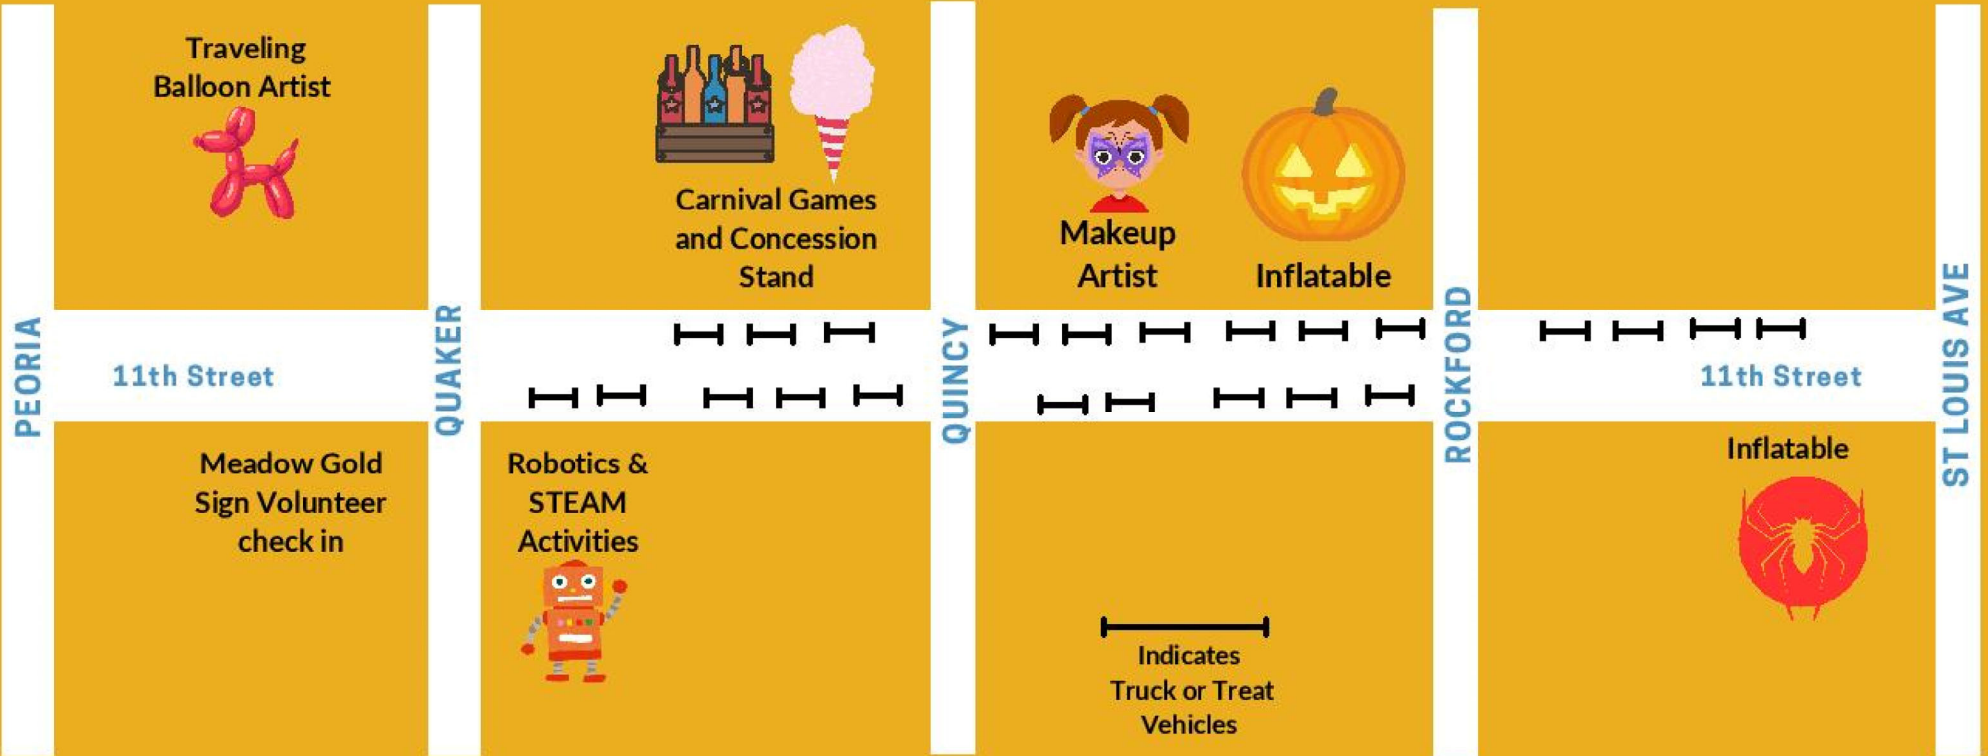 Traveling
Balloon Artist
Carnival Games
and Concession
Stand
Makeup
Artist
Inflatable
PEORIA
11th Street
QUAKER
QUINCY
ROCKFORD
11th Street
ST LOUIS AVE
Meadow Gold
Sign Volunteer
check in
Robotics &
STEAM
Activities
Indicates
Truck or Treat
Vehicles
Inflatable